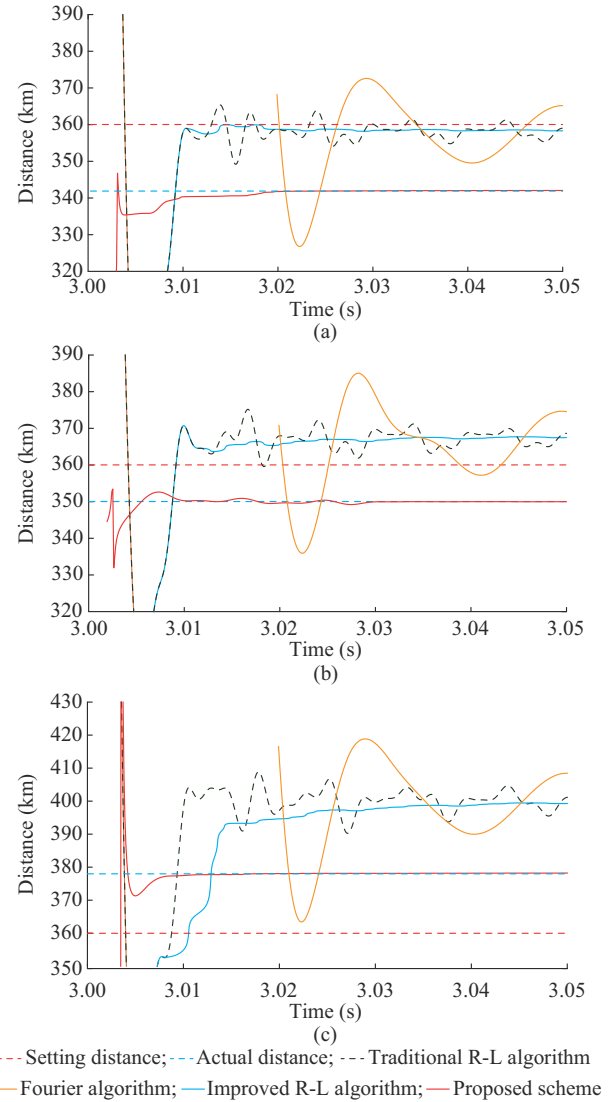 390
380
370
360
350
340
330
320
Distance (km)
3.00 3.01 3.02 3.03 3.04 3.05
Time (s)
(a)
390
380
370
360
350
340
330
320
Distance (km)
3.00 3.01 3.02 3.03 3.04 3.05
Time (s)
(b)
430
420
410
400
390
380
370
360
350
Distance (km)
3.00 3.01 3.02 3.03 3.04 3.05
Time (s)
(c)
Setting distance; Actual distance; Traditional R-L algorithm
Fourier algorithm; Improved R-L algorithm; Proposed scheme